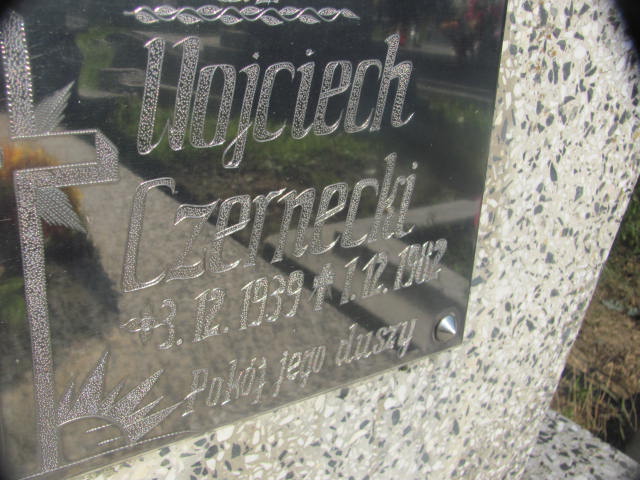 Wojciech
Czernecki
* 3.12.1939 † 1.12.1982
Pokój jego duszy